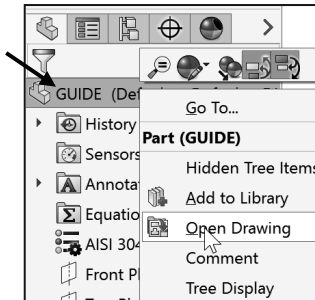 GUIDE (Def
Go To...
History
Part (GUIDE)
Sensors
Hidden Tree Items
Annota
Add to Library
Equatio
Open Drawing
AISI 304
Comment
Front Pl
Tree Display